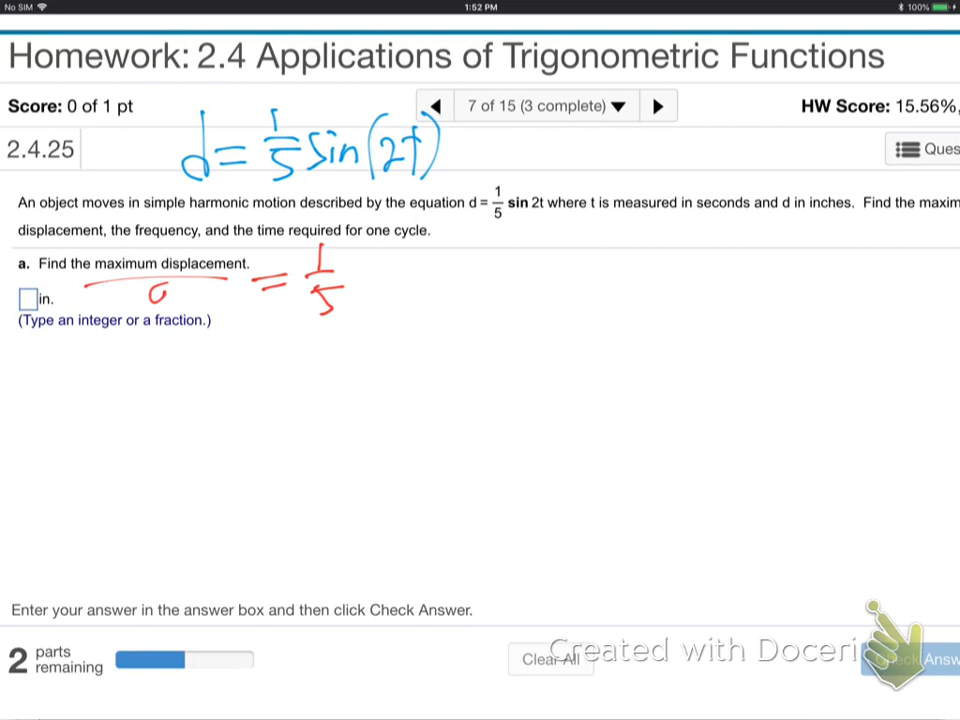 No SIM 1:52 PM 100%
Homework: 2.4 Applications of Trigonometric Functions
Score: 0 of 1 pt 7 of 15 (3 complete) HW Score: 15.56%,
2.4.25 d = 1/5 sin(2t) Ques
An object moves in simple harmonic motion described by the equation d = 1/5 sin 2t where t is measured in seconds and d in inches. Find the maxim
displacement, the frequency, and the time required for one cycle.
a. Find the maximum displacement. = 1/5
in.
(Type an integer or a fraction.)
Enter your answer in the answer box and then click Check Answer.
2 parts remaining Clear All Check Answ
Created with Doceri